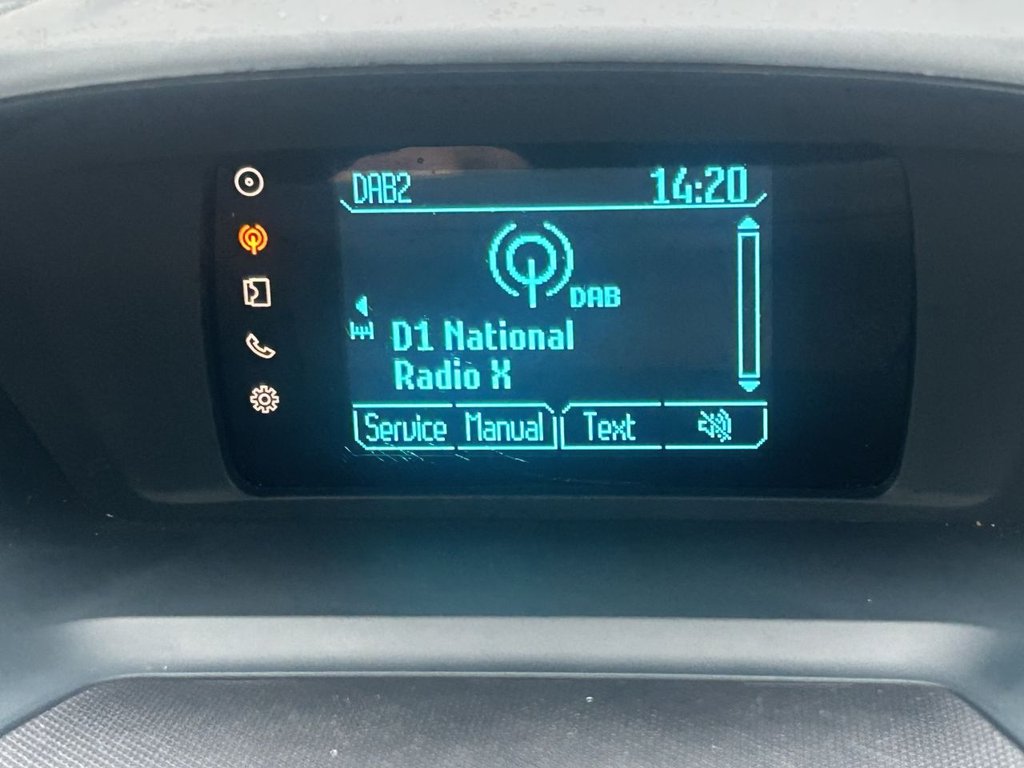 DAB2 14:20
DAB
D1 National
Radio X
Service Manual Text